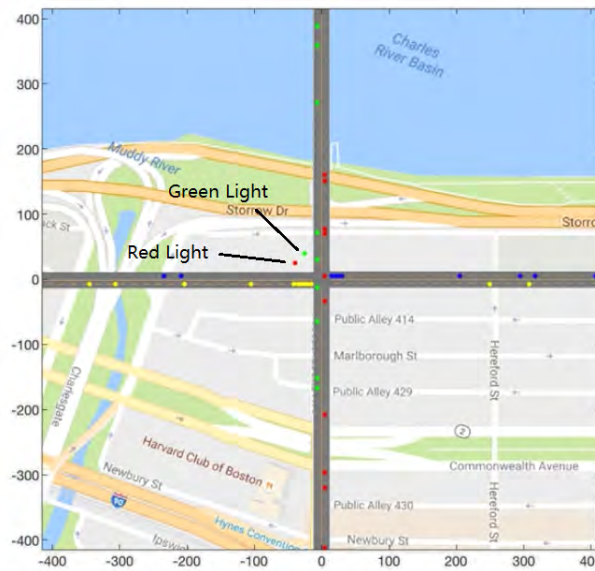 400
300
200
100
0
-100
-200
-300
-400
Charles
River Basin
Muddy River
Green Light
Storrow Dr
ick St
Storro
Red Light
Public Alley 414
Marlborough St
Public Alley 429
Hereford St
Charlesgate
2
Harvard Club of Boston
Commonwealth Avenue
Newbury St
90
Public Alley 430
Hereford St
Hynes Convention
Ipswi
Newbury St
-400 -300 -200 -100 0 100 200 300 400